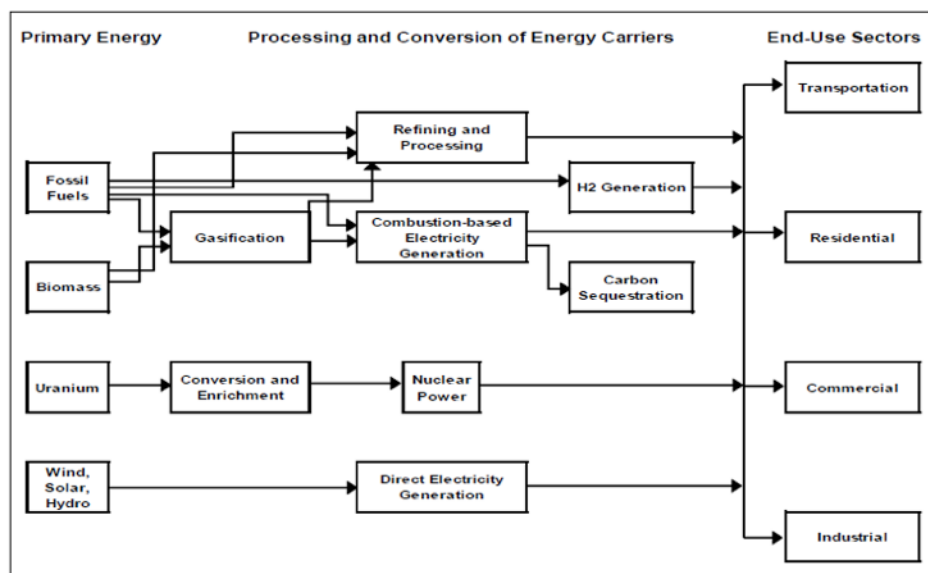 Primary Energy
Processing and Conversion of Energy Carriers
End-Use Sectors
Transportation
Refining and
Processing
Fossil
Fuels
H2 Generation
Gasification
Combustion-based
Electricity
Generation
Residential
Biomass
Carbon
Sequestration
Uranium
Conversion and
Enrichment
Nuclear
Power
Commercial
Wind,
Solar,
Hydro
Direct Electricity
Generation
Industrial